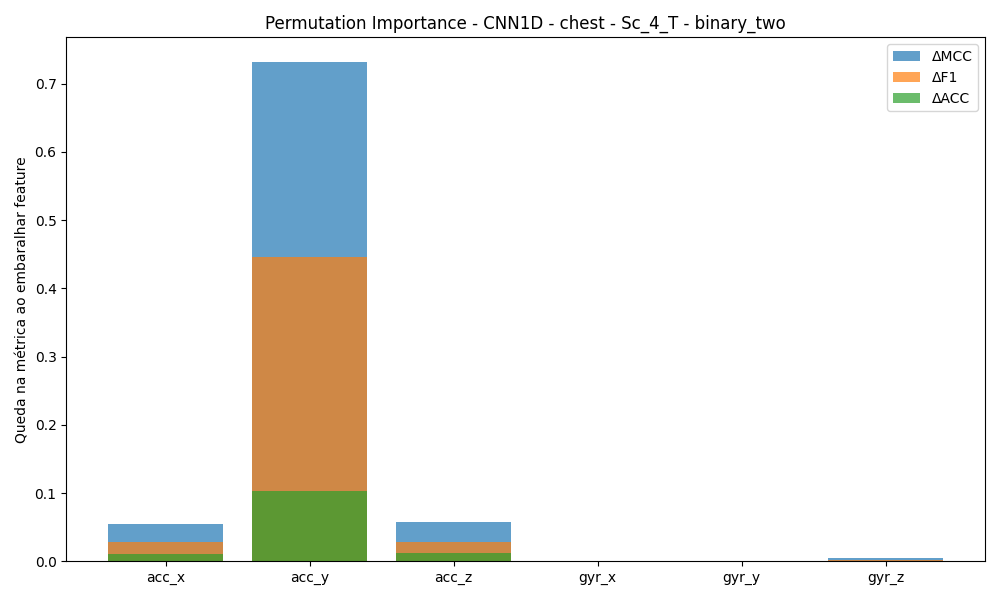 Permutation Importance - CNN1D - chest - Sc_4_T - binary_two
ΔMCC
ΔF1
ΔACC
Queda na métrica ao embaralhar feature
0.7
0.6
0.5
0.4
0.3
0.2
0.1
0.0
acc_x acc_y acc_z gyr_x gyr_y gyr_z